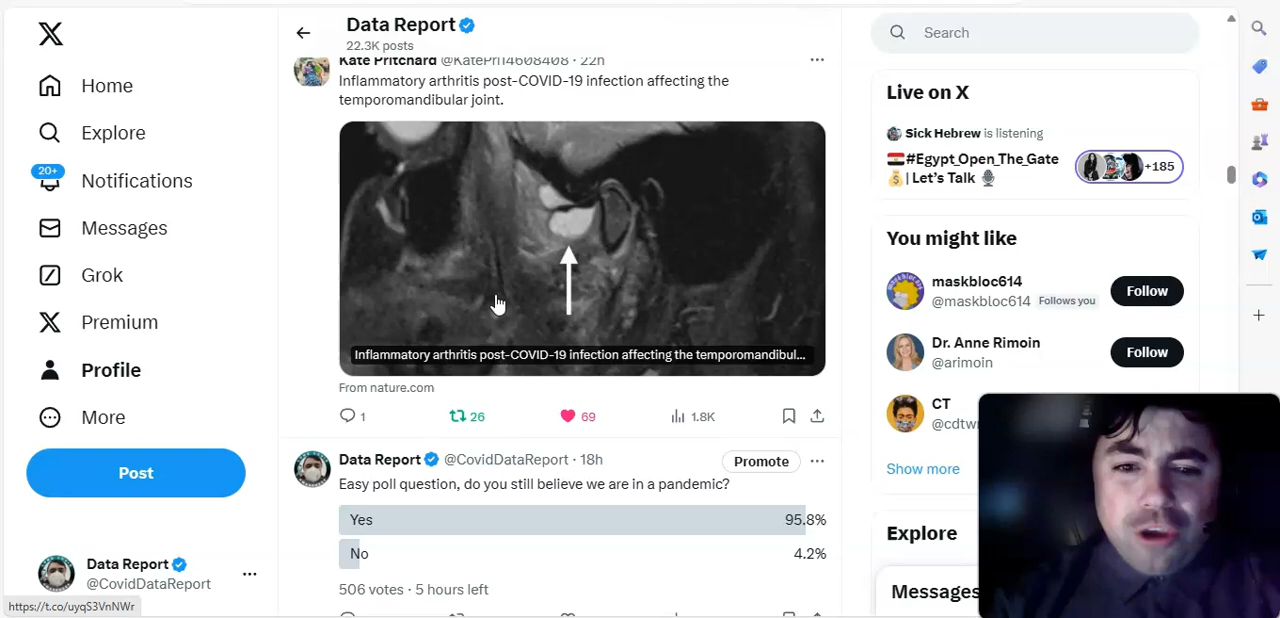 Data Report
22.3K posts
Search
Kate Pritchard @KatePri14608408 · 22h
Inflammatory arthritis post-COVID-19 infection affecting the
temporomandibular joint.
Inflammatory arthritis post-COVID-19 infection affecting the temporomandibul...
From nature.com
1
26
69
1.8K
Data Report @CovidDataReport · 18h
Promote
Easy poll question, do you still believe we are in a pandemic?
Yes 95.8%
No 4.2%
506 votes · 5 hours left
Home
Explore
20+
Notifications
Messages
Grok
Premium
Profile
More
Post
Data Report
@CovidDataReport
https://t.co/uyqS3VnNWr
Live on X
Sick Hebrew is listening
#Egypt_Open_The_Gate
| Let's Talk
+185
You might like
maskbloc614
@maskbloc614 Follows you
Follow
Dr. Anne Rimoin
@arimoin
Follow
CT
Show more
Explore
Messages